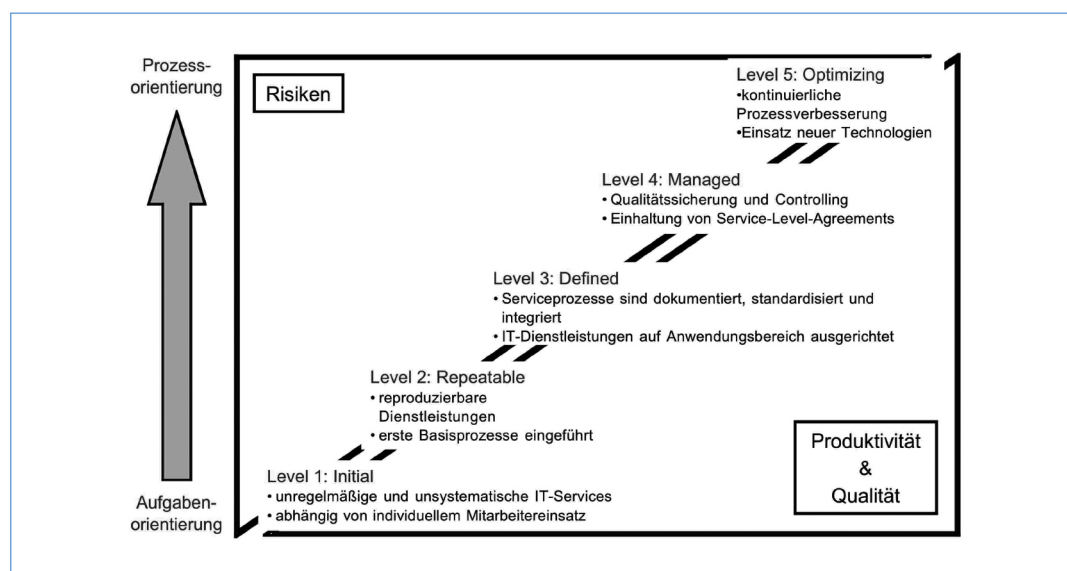 Prozess-
orientierung
Risiken
Level 5: Optimizing
•kontinuierliche
Prozessverbesserung
•Einsatz neuer Technologien
Level 4: Managed
• Qualitätssicherung und Controlling
• Einhaltung von Service-Level-Agreements
Level 3: Defined
• Serviceprozesse sind dokumentiert, standardisiert und
integriert
• IT-Dienstleistungen auf Anwendungsbereich ausgerichtet
Level 2: Repeatable
• reproduzierbare
Dienstleistungen
• erste Basisprozesse eingeführt
Level 1: Initial
• unregelmäßige und unsystematische IT-Services
• abhängig von individuellem Mitarbeitereinsatz
Produktivität
&
Qualität
Aufgaben-
orientierung